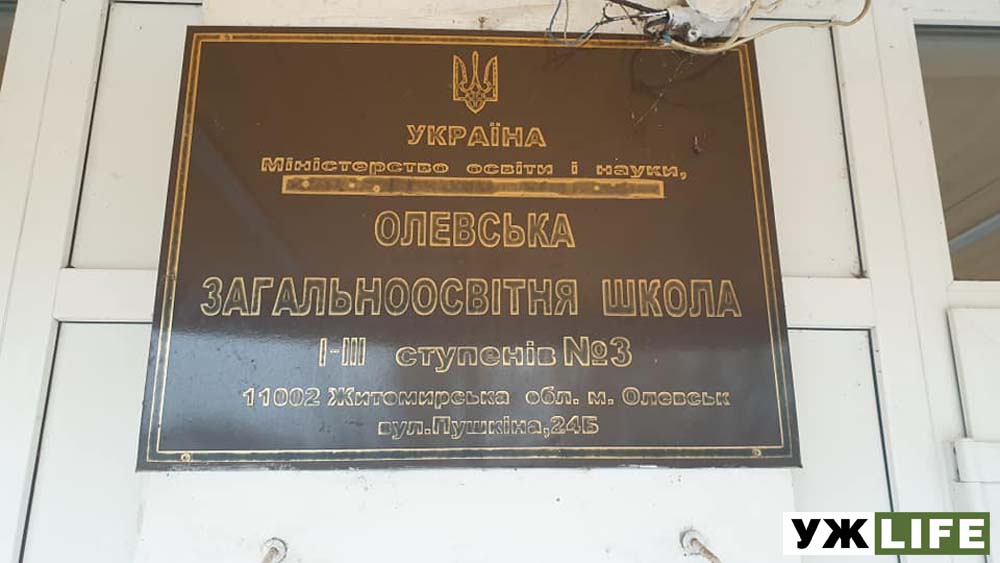 УКРАЇНА
Міністерство освіти і науки,
ОЛЕВСЬКА
ЗАГАЛЬНООСВІТНЯ ШКОЛА
І-ІІІ ступенів №3
11002 Житомирська обл. м. Олевськ
вул.Пушкіна,24Б
УЖ LIFE